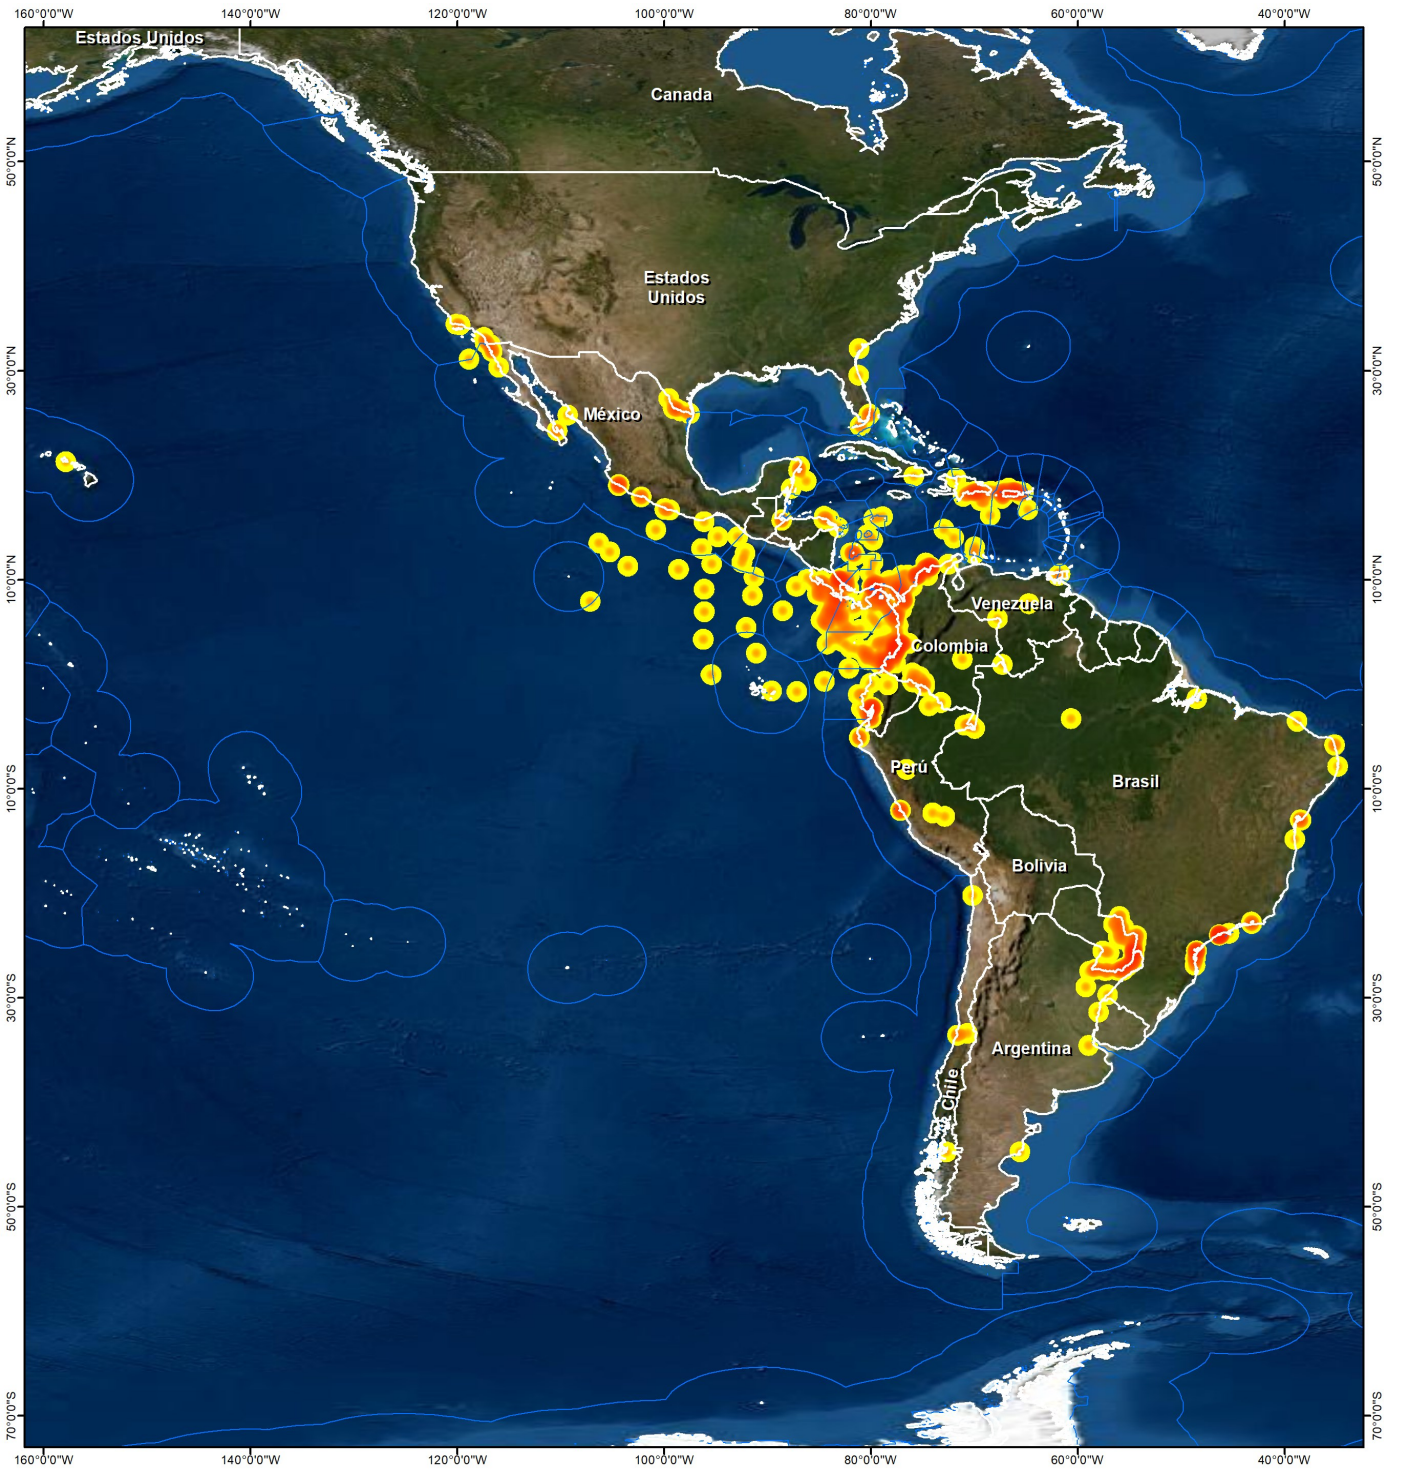 160°0'0"W 140°0'0"W 120°0'0"W 100°0'0"W 80°0'0"W 60°0'0"W 40°0'0"W
Estados Unidos
Canada
50°0'0"N 50°0'0"N
Estados
Unidos
30°0'0"N 30°0'0"N
México
10°0'0"N 10°0'0"N
Venezuela
Colombia
Perú
Brasil
10°0'0"S 10°0'0"S
Bolivia
30°0'0"S 30°0'0"S
Argentina
Chile
50°0'0"S 50°0'0"S
70°0'0"S 70°0'0"S
160°0'0"W 140°0'0"W 120°0'0"W 100°0'0"W 80°0'0"W 60°0'0"W 40°0'0"W